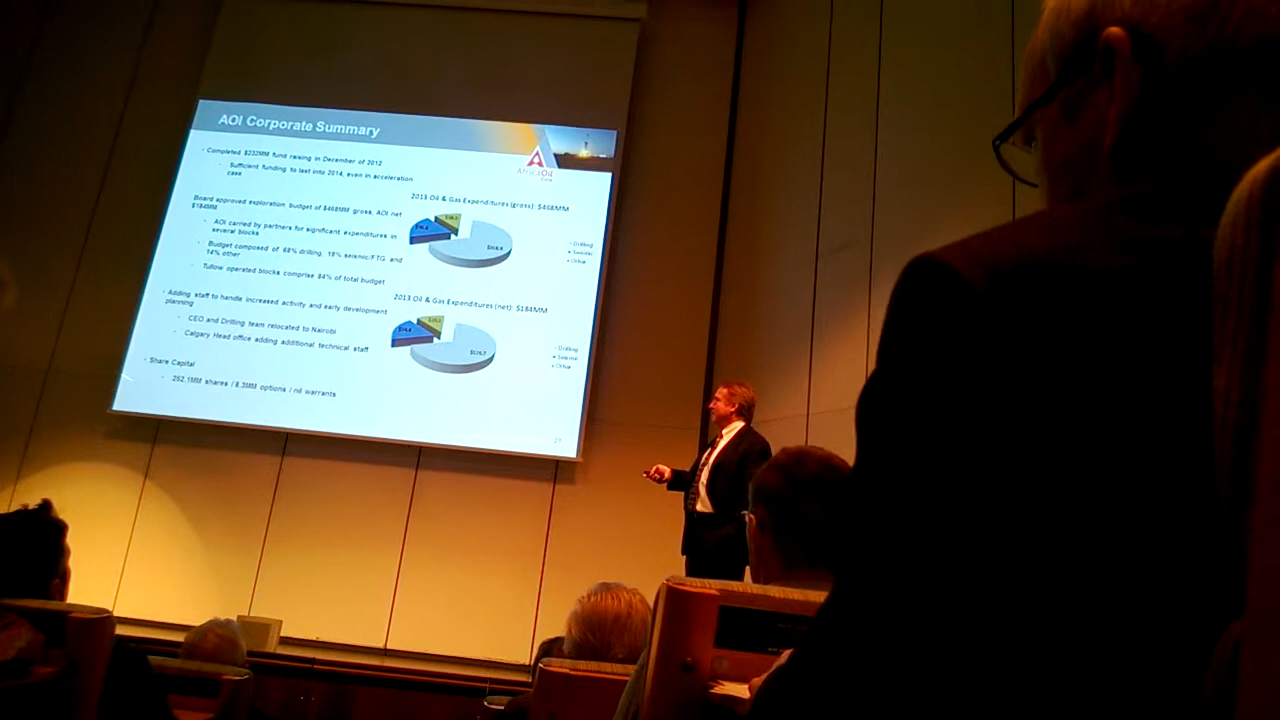 AOI Corporate Summary
Completed $232MM fund raising in December of 2012
Sufficient funding to last into 2014, even in acceleration
case
AfricaOil
Board approved exploration budget of $468MM gross, AOI net
$184MM
AOI carried by partners for significant expenditures in
several blocks
Budget composed of 68% drilling, 18% seismic/FTG and
14% other
Tullow operated blocks comprise 84% of total budget
Adding staff to handle increased activity and early development
planning
CEO and Drilling team relocated to Nairobi
Calgary Head office adding additional technical staff
Share Capital
252.1MM shares / 8.3MM options / nil warrants
2013 Oil & Gas Expenditures (gross): $468MM
Drilling
Seismic
Other
2013 Oil & Gas Expenditures (net): $184MM
Drilling
Seismic
Other
27